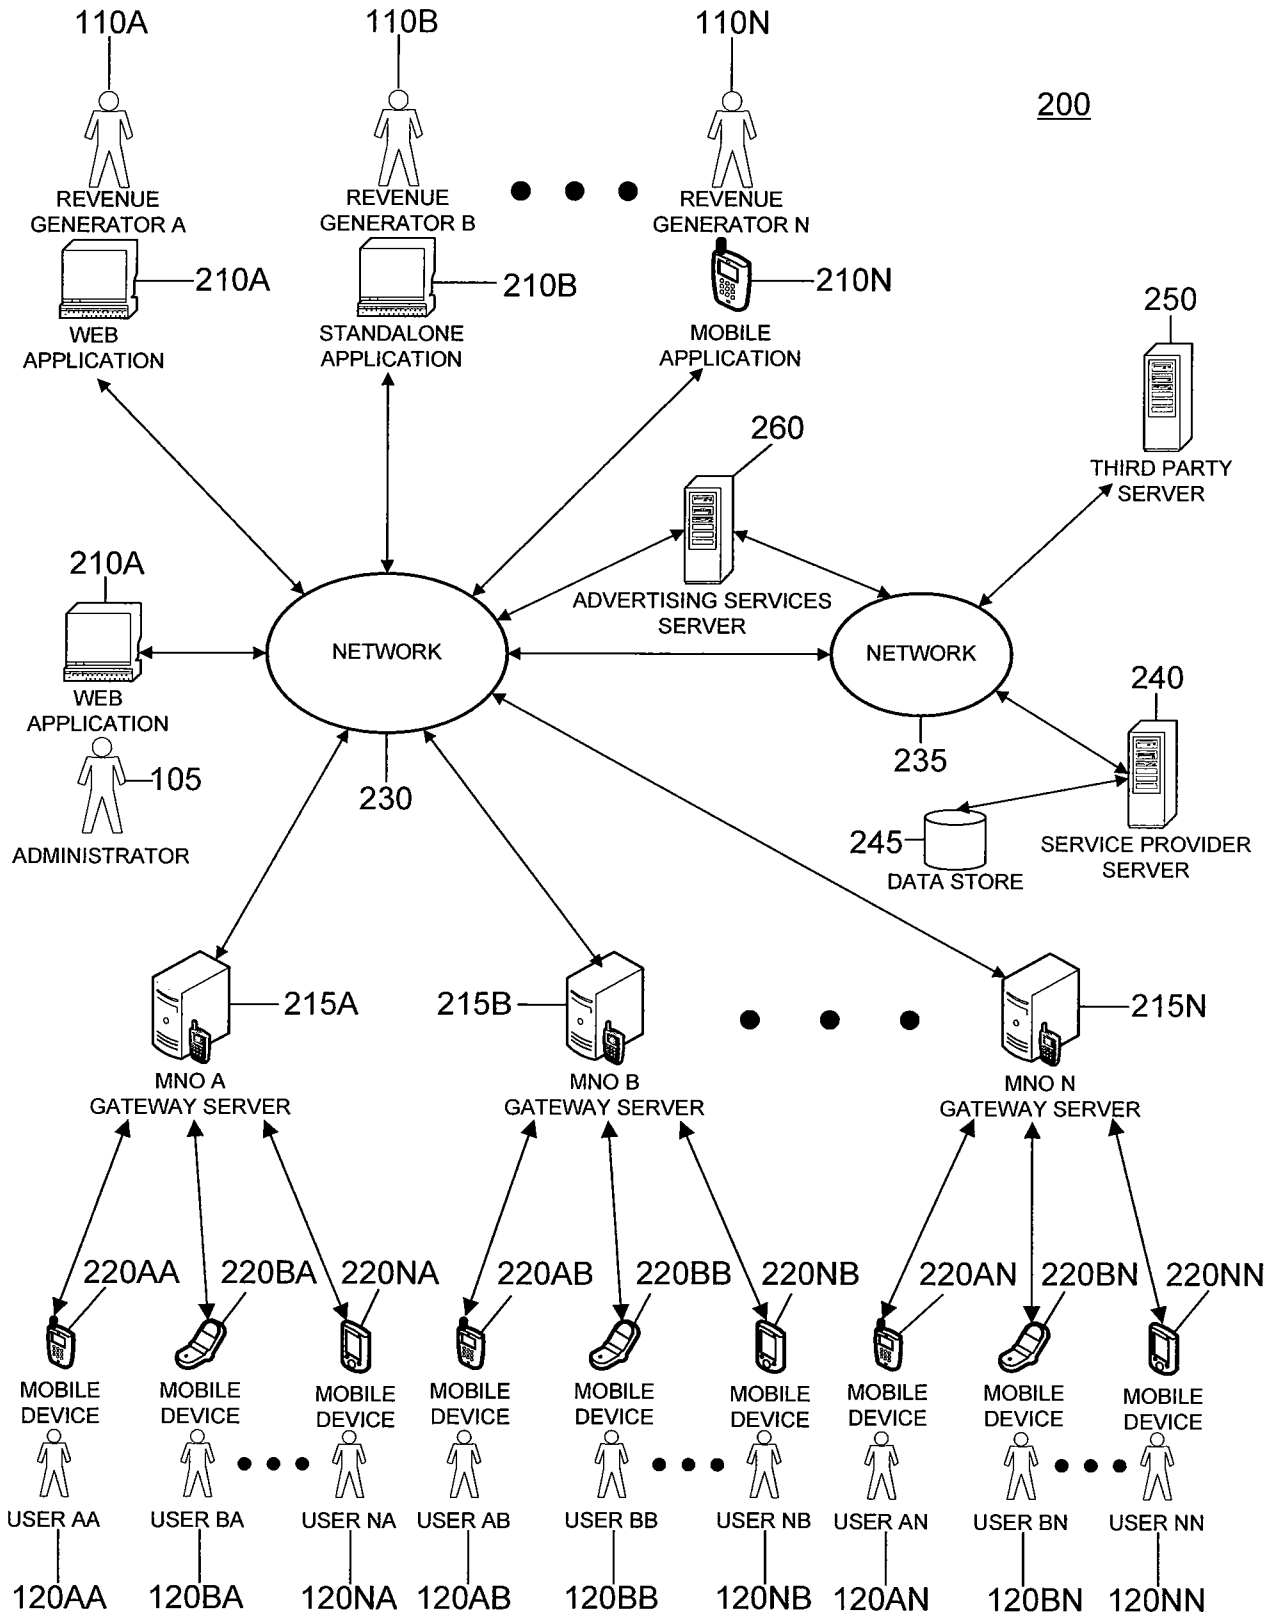 110A
110B
110N
200
REVENUE
GENERATOR A
REVENUE
GENERATOR B
REVENUE
GENERATOR N
210A
210B
210N
WEB
APPLICATION
STANDALONE
APPLICATION
MOBILE
APPLICATION
250
THIRD PARTY
SERVER
260
ADVERTISING SERVICES
SERVER
210A
WEB
APPLICATION
105
ADMINISTRATOR
NETWORK
230
NETWORK
235
240
SERVICE PROVIDER
SERVER
245
DATA STORE
215A
215B
215N
MNO A
GATEWAY SERVER
MNO B
GATEWAY SERVER
MNO N
GATEWAY SERVER
220AA
220BA
220NA
220AB
220BB
220NB
220AN
220BN
220NN
MOBILE
DEVICE
MOBILE
DEVICE
MOBILE
DEVICE
MOBILE
DEVICE
MOBILE
DEVICE
MOBILE
DEVICE
MOBILE
DEVICE
MOBILE
DEVICE
MOBILE
DEVICE
USER AA
USER BA
USER NA
USER AB
USER BB
USER NB
USER AN
USER BN
USER NN
120AA
120BA
120NA
120AB
120BB
120NB
120AN
120BN
120NN